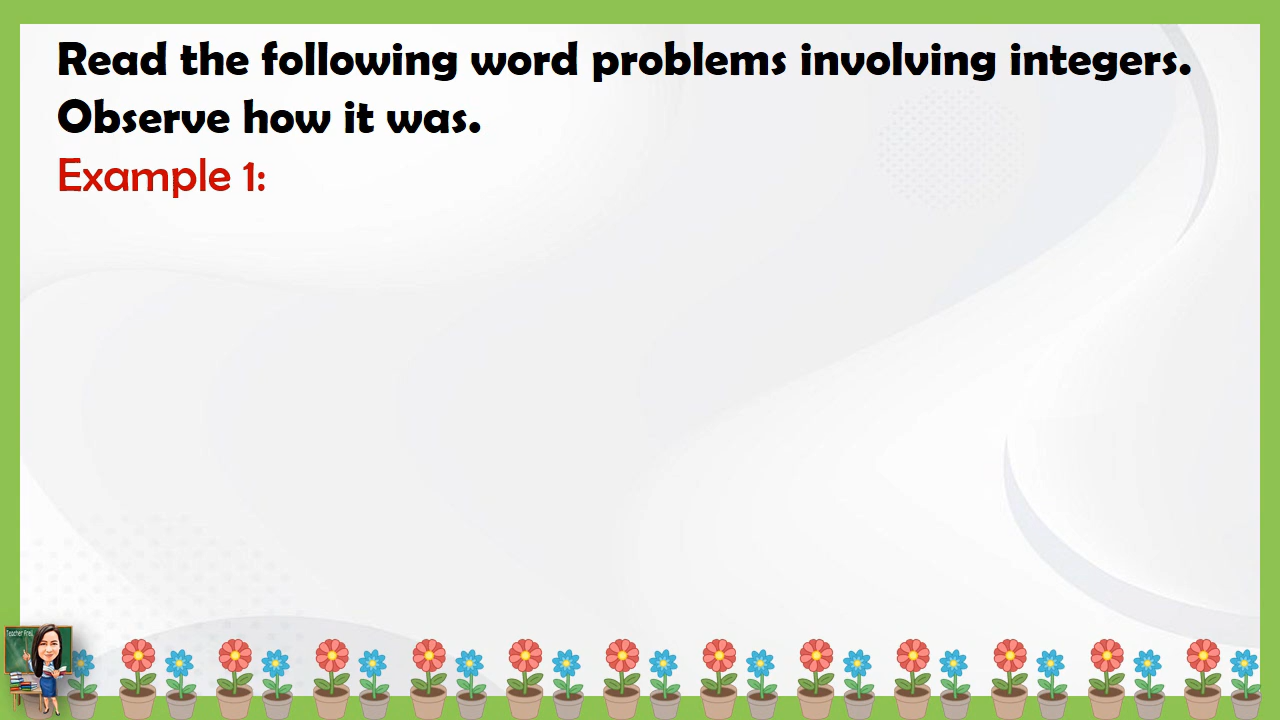 Read the following word problems involving integers.
Observe how it was.
Example 1: